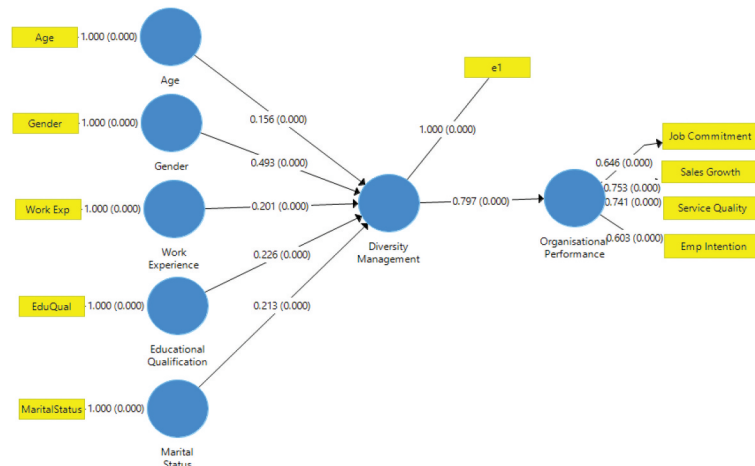 Age
1.000 (0.000)
Age
0.156 (0.000)
Gender
1.000 (0.000)
Gender
0.493 (0.000)
Work Exp
1.000 (0.000)
Work
Experience
0.201 (0.000)
EduQual
1.000 (0.000)
Educational
Qualification
0.226 (0.000)
MaritalStatus
1.000 (0.000)
Marital
Status
0.213 (0.000)
e1
1.000 (0.000)
Diversity
Management
0.797 (0.000)
Organisational
Performance
0.646 (0.000)
Job Commitment
0.753 (0.000)
Sales Growth
0.741 (0.000)
Service Quality
0.603 (0.000)
Emp Intention